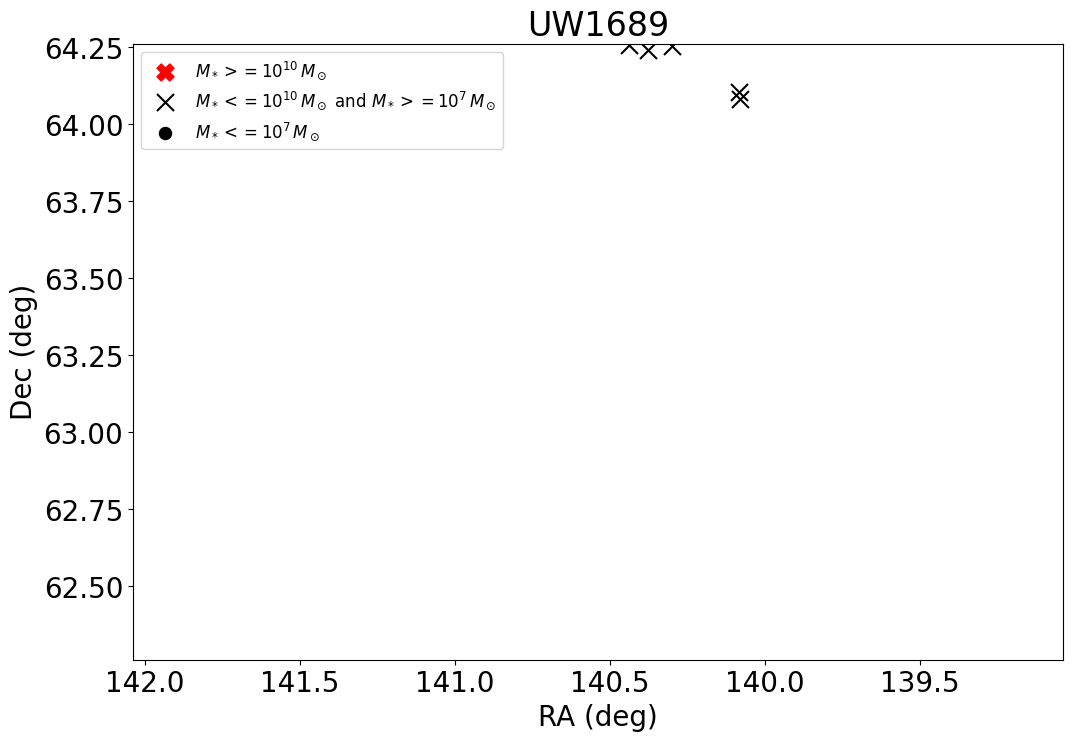 UW1689
M* >= 10^10 M⊙
M* <= 10^10 M⊙ and M* >= 10^7 M⊙
M* <= 10^7 M⊙
64.25
64.00
63.75
63.50
63.25
63.00
62.75
62.50
Dec (deg)
142.0 141.5 141.0 140.5 140.0 139.5
RA (deg)